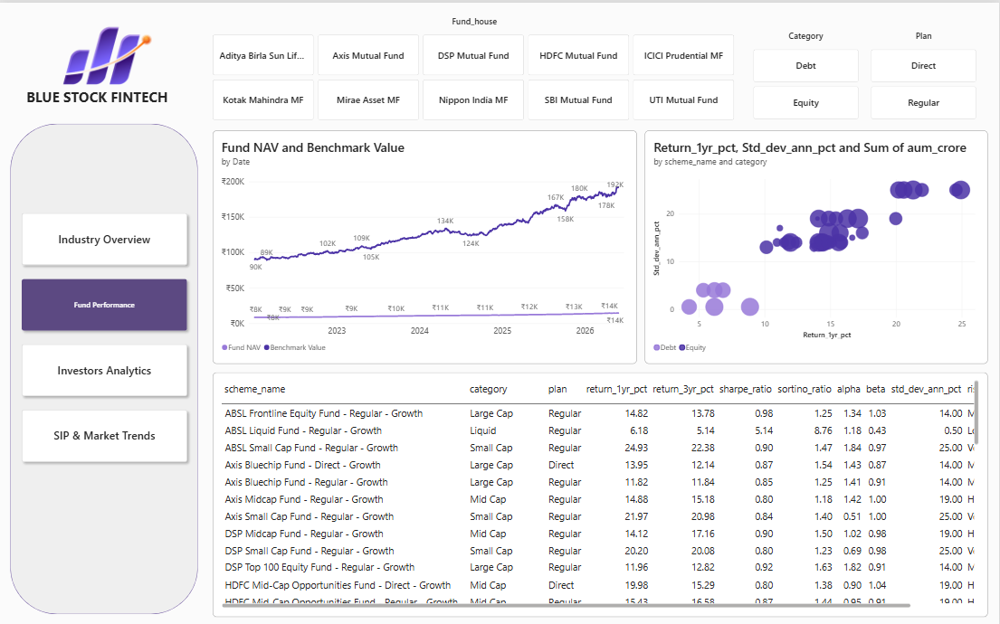 BLUE STOCK FINTECH
Industry Overview
Fund Performance
Investors Analytics
SIP & Market Trends
Fund_house
Aditya Birla Sun Lif...
Axis Mutual Fund
DSP Mutual Fund
HDFC Mutual Fund
ICICI Prudential MF
Kotak Mahindra MF
Mirae Asset MF
Nippon India MF
SBI Mutual Fund
UTI Mutual Fund
Category
Debt
Equity
Plan
Direct
Regular
Fund NAV and Benchmark Value
by Date
₹200K
₹150K
₹100K
₹50K
₹0K
90K
89K
102K
109K
105K
134K
124K
167K
158K
180K
178K
192K
₹8K
₹8K
₹9K
₹9K
₹9K
₹10K
₹11K
₹11K
₹12K
₹13K
₹14K
₹14K
2023 2024 2025 2026
Fund NAV Benchmark Value
Return_1yr_pct, Std_dev_ann_pct and Sum of aum_crore
by scheme_name and category
Std_dev_ann_pct
20
10
0
5 10 15 20 25
Return_1yr_pct
Debt Equity
scheme_name category plan return_1yr_pct return_3yr_pct sharpe_ratio sortino_ratio alpha beta std_dev_ann_pct ri
ABSL Frontline Equity Fund - Regular - Growth Large Cap Regular 14.82 13.78 0.98 1.25 1.34 1.03 14.00 M
ABSL Liquid Fund - Regular - Growth Liquid Regular 6.18 5.14 5.14 8.76 1.18 0.43 0.50 Lo
ABSL Small Cap Fund - Regular - Growth Small Cap Regular 24.93 22.38 0.90 1.47 1.84 0.97 25.00 Ve
Axis Bluechip Fund - Direct - Growth Large Cap Direct 13.95 12.14 0.87 1.54 1.43 0.87 14.00 M
Axis Bluechip Fund - Regular - Growth Large Cap Regular 11.82 11.84 0.85 1.25 1.41 0.91 14.00 M
Axis Midcap Fund - Regular - Growth Mid Cap Regular 14.88 15.18 0.80 1.18 1.42 1.00 19.00 H
Axis Small Cap Fund - Regular - Growth Small Cap Regular 21.97 20.98 0.84 1.40 0.51 1.00 25.00 Ve
DSP Midcap Fund - Regular - Growth Mid Cap Regular 14.12 17.16 0.90 1.50 1.02 0.98 19.00 H
DSP Small Cap Fund - Regular - Growth Small Cap Regular 20.20 20.08 0.80 1.23 0.69 0.98 25.00 Ve
DSP Top 100 Equity Fund - Regular - Growth Large Cap Regular 11.96 12.82 0.92 1.63 1.82 0.91 14.00 M
HDFC Mid-Cap Opportunities Fund - Direct - Growth Mid Cap Direct 19.98 15.29 0.80 1.38 0.90 1.04 19.00 H
HDFC Mid-Cap Opportunities Fund - Regular - Growth Mid Cap Regular 15.43 16.58 0.87 1.44 0.95 0.91 19.00 H